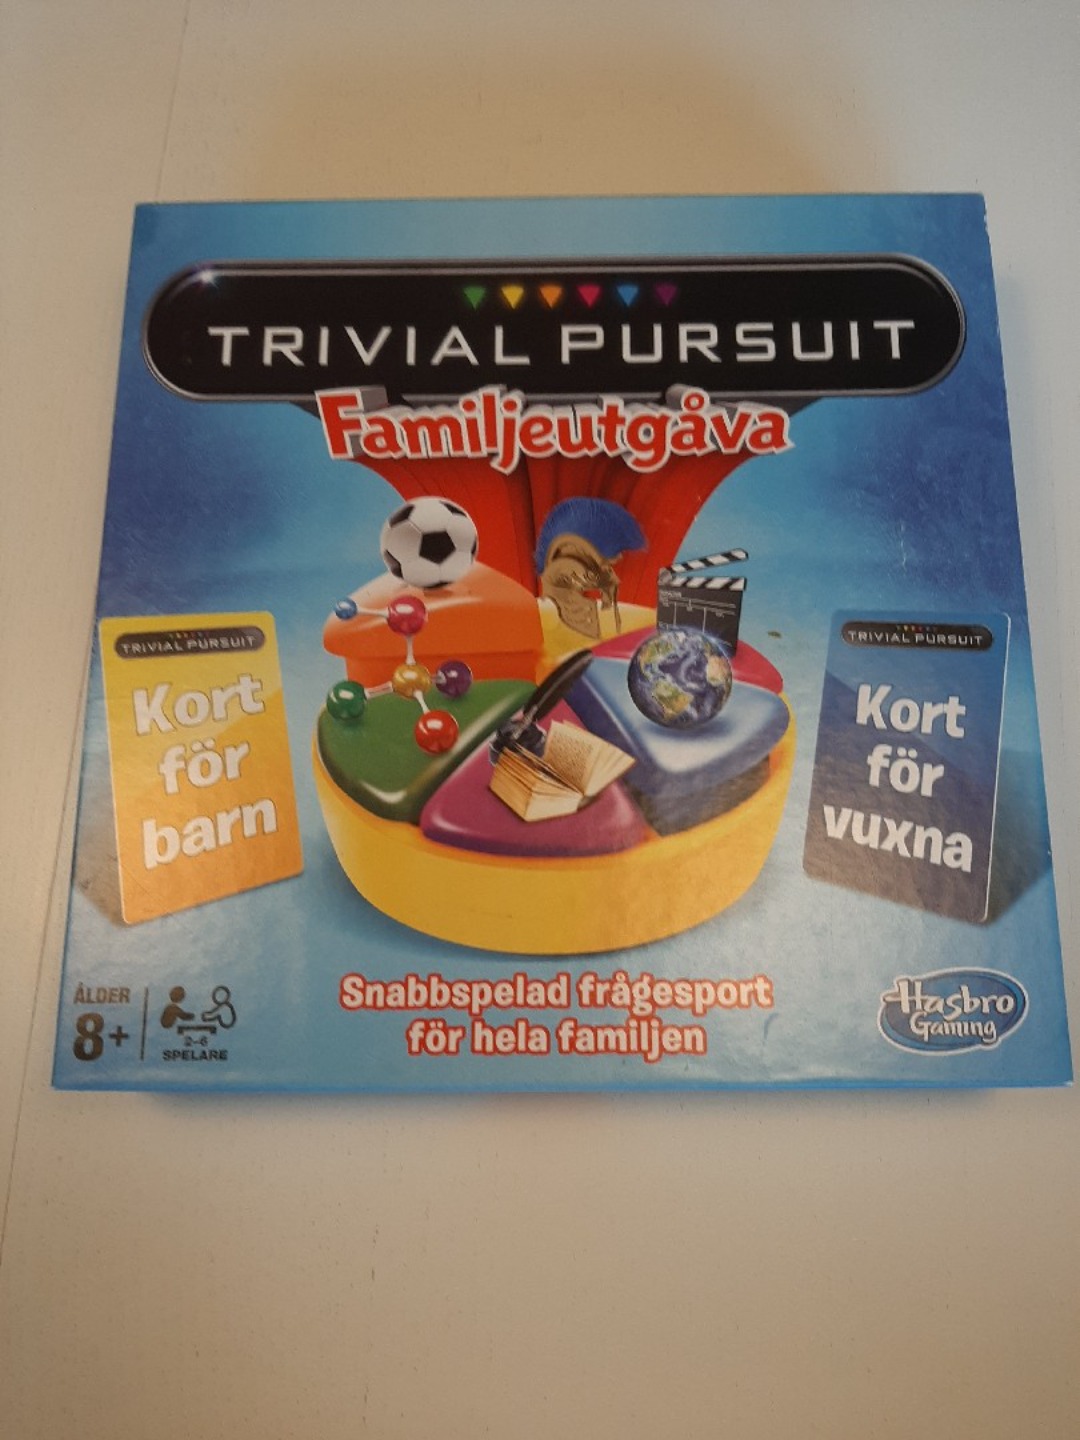 TRIVIAL PURSUIT
Familjeutgåva
TRIVIAL PURSUIT
Kort
för
barn
TRIVIAL PURSUIT
Kort
för
vuxna
Snabbspelad frågesport
för hela familjen
ÅLDER
8+
2-6
SPELARE
Hasbro
Gaming